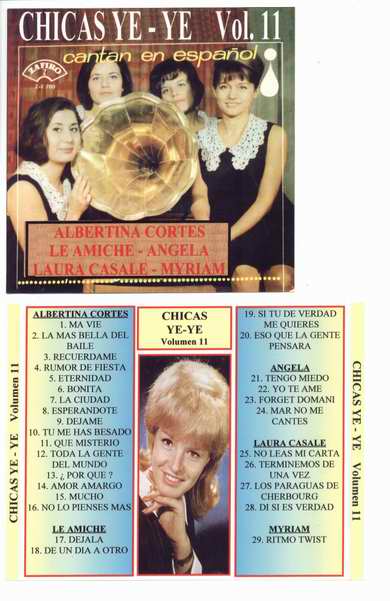 CHICAS YE - YE Vol. 11
cantan en español
ZAFIRO
ALBERTINA CORTES
LE AMICHE - ANGELA
LAURA CASALE - MYRIAM
CHICAS YE - YE Volumen 11
ALBERTINA CORTES
1. MA VIE
2. LA MAS BELLA DEL
BAILE
3. RECUERDAME
4. RUMOR DE FIESTA
5. ETERNIDAD
6. BONITA
7. LA CIUDAD
8. ESPERANDOTE
9. DEJAME
10. TU ME HAS BESADO
11. QUE MISTERIO
12. TODA LA GENTE
DEL MUNDO
13. ¿ POR QUE ?
14. AMOR AMARGO
15. MUCHO
16. NO LO PIENSES MAS
LE AMICHE
17. DEJALA
18. DE UN DIA A OTRO
CHICAS
YE-YE
Volumen 11
19. SI TU DE VERDAD
ME QUIERES
20. ESO QUE LA GENTE
PENSARA
ANGELA
21. TENGO MIEDO
22. YO TE AME
23. FORGET DOMANI
24. MAR NO ME
CANTES
LAURA CASALE
25. NO LEAS MI CARTA
26. TERMINEMOS DE
UNA VEZ
27. LOS PARAGUAS DE
CHERBOURG
28. DI SI ES VERDAD
MYRIAM
29. RITMO TWIST
CHICAS YE - YE Volumen 11